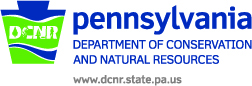 DCNR
pennsylvania
DEPARTMENT OF CONSERVATION
AND NATURAL RESOURCES
www.dcnr.state.pa.us